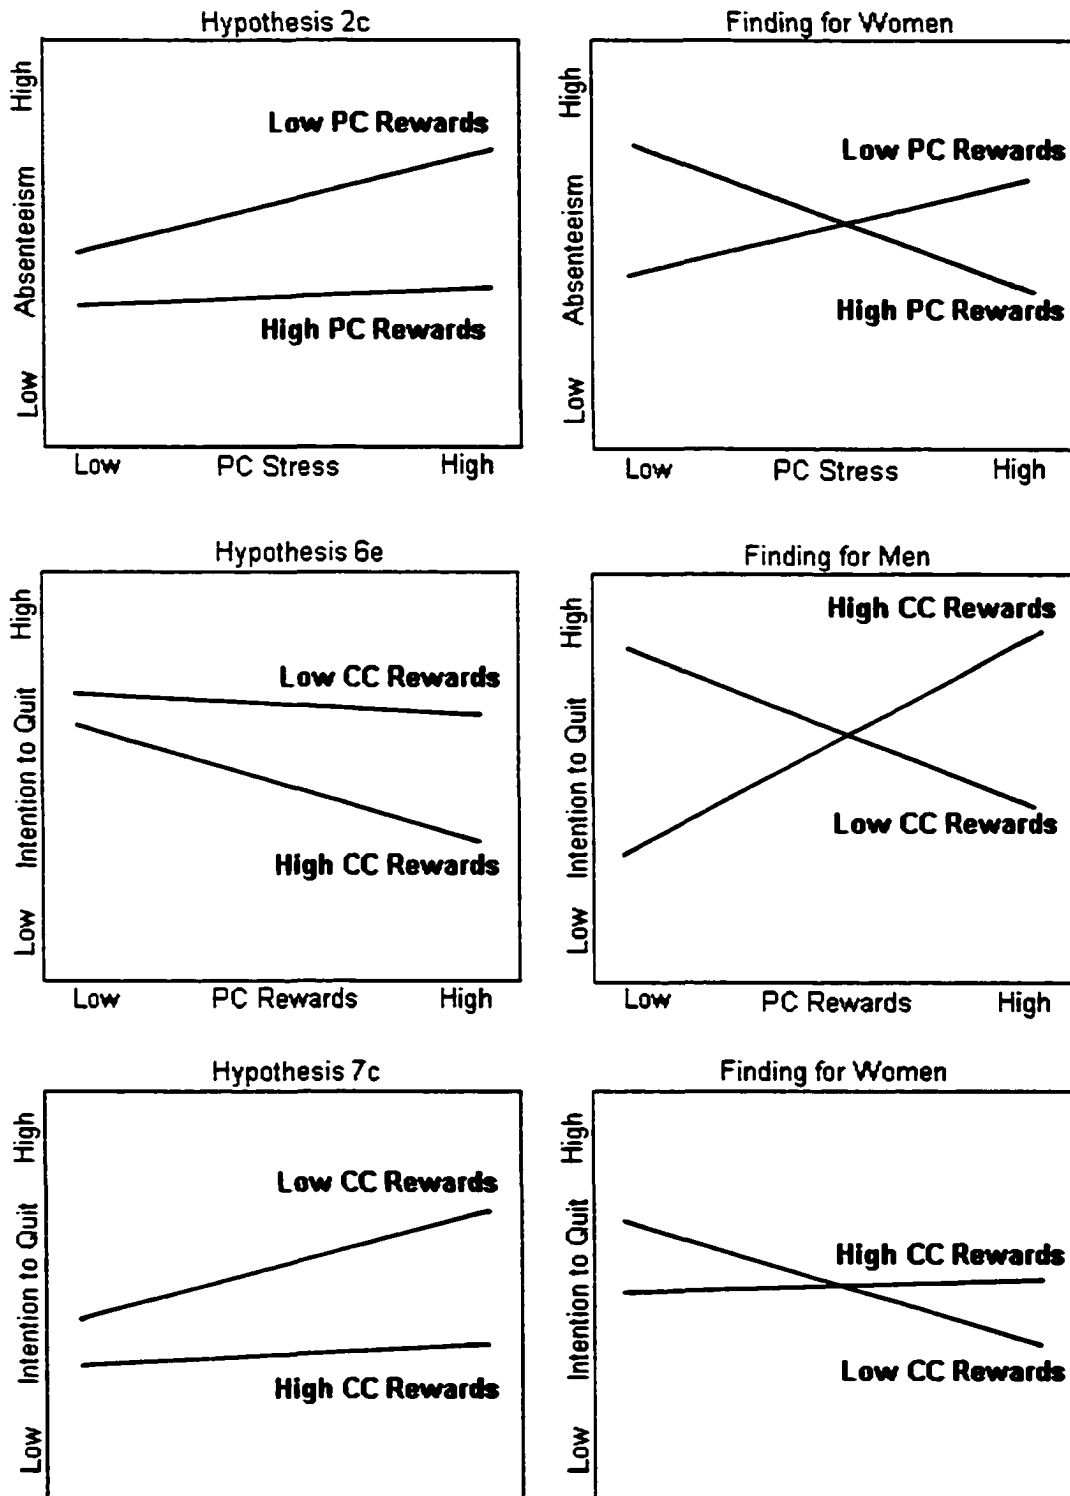 Hypothesis 2c
High
Absenteeism
Low
Low PC Rewards
High PC Rewards
Low PC Stress High
Finding for Women
High
Absenteeism
Low
Low PC Rewards
High PC Rewards
Low PC Stress High
Hypothesis 6e
High
Intention to Quit
Low
Low CC Rewards
High CC Rewards
Low PC Rewards High
Finding for Men
High
Intention to Quit
Low
High CC Rewards
Low CC Rewards
Low PC Rewards High
Hypothesis 7c
High
Intention to Quit
Low
Low CC Rewards
High CC Rewards
Finding for Women
High
Intention to Quit
Low
High CC Rewards
Low CC Rewards